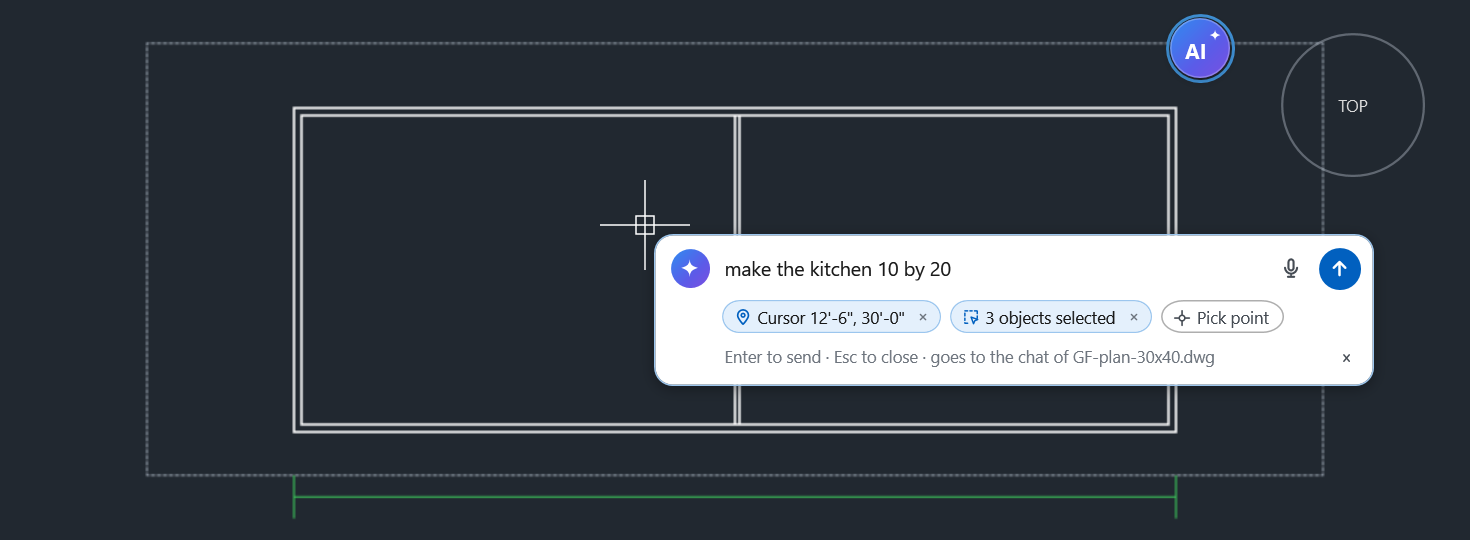 AI
TOP
make the kitchen 10 by 20
Cursor 12'-6", 30'-0" × 3 objects selected × Pick point
Enter to send · Esc to close · goes to the chat of GF-plan-30x40.dwg ×